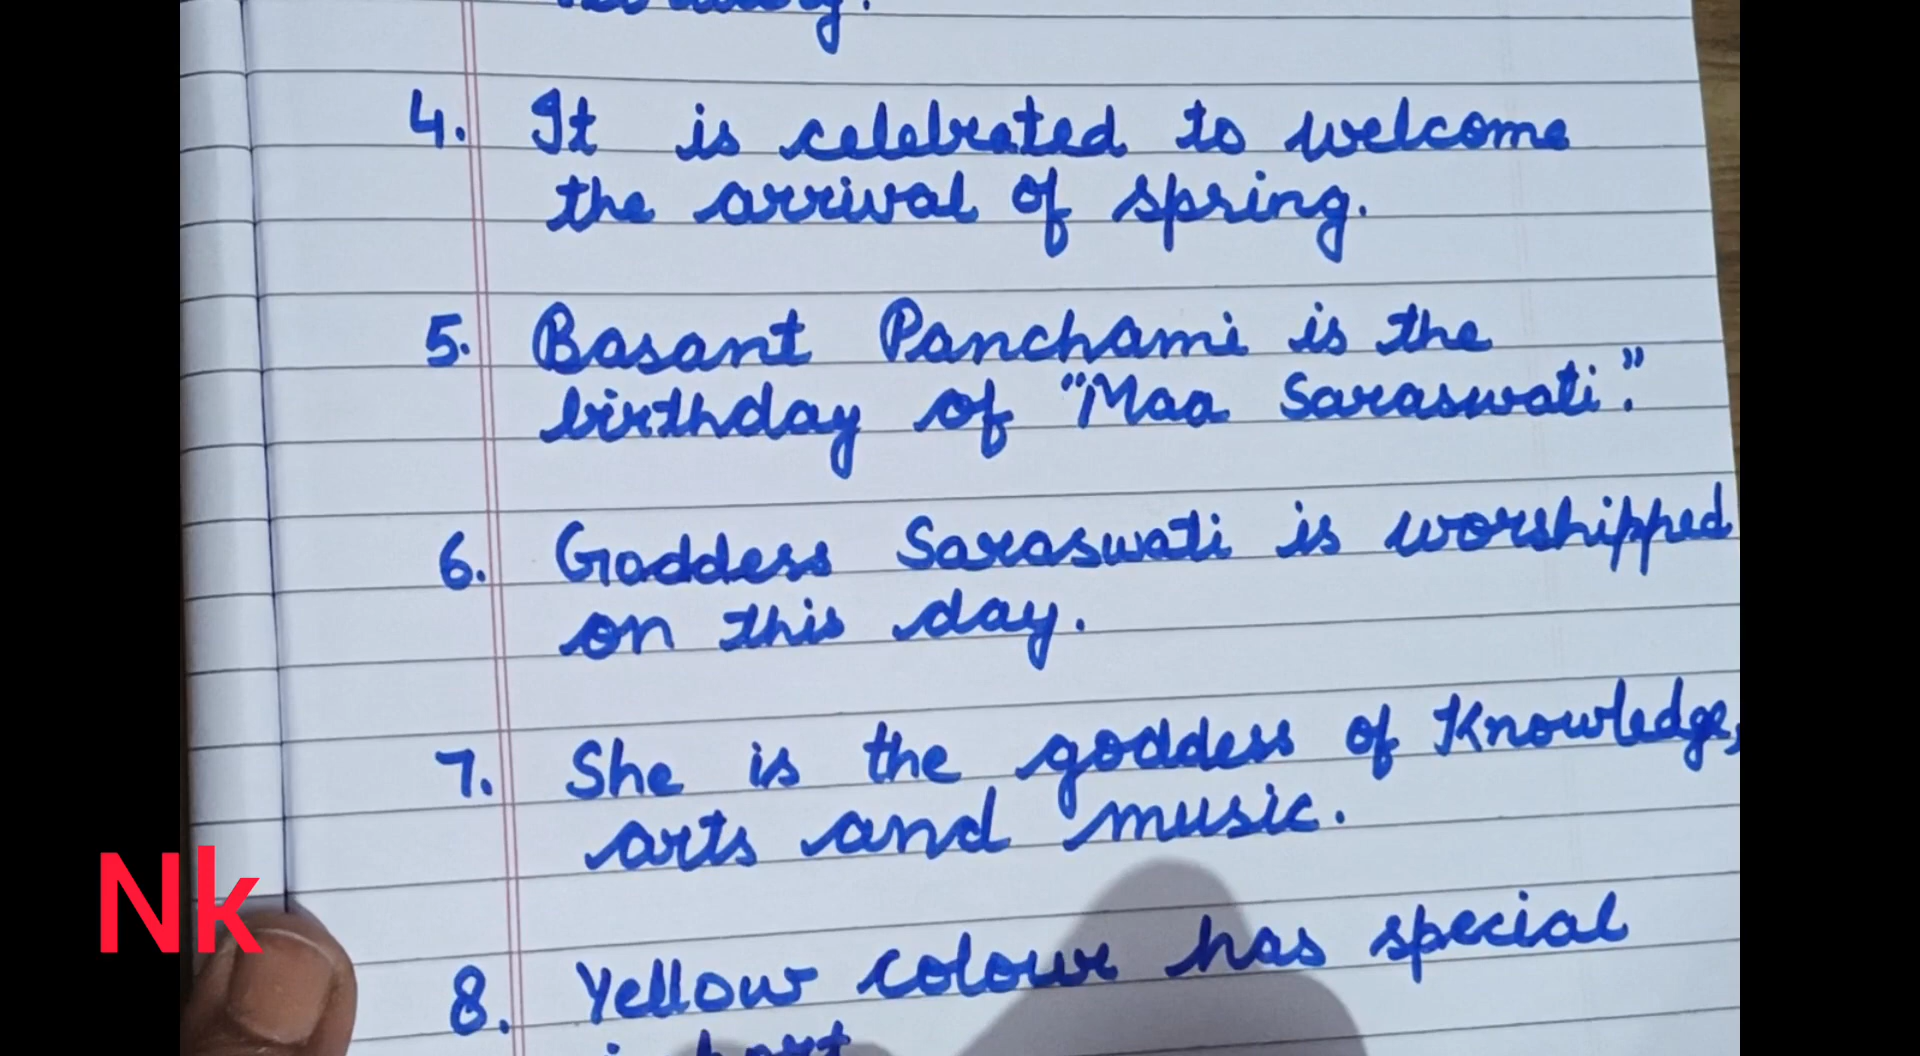 4. It is celebrated to welcome
the arrival of spring.
5. Basant Panchami is the
birthday of "Maa Saraswati."
6. Goddess Saraswati is worshipped
on this day.
7. She is the goddess of Knowledge,
arts and music.
8. Yellow colour has special
Nk